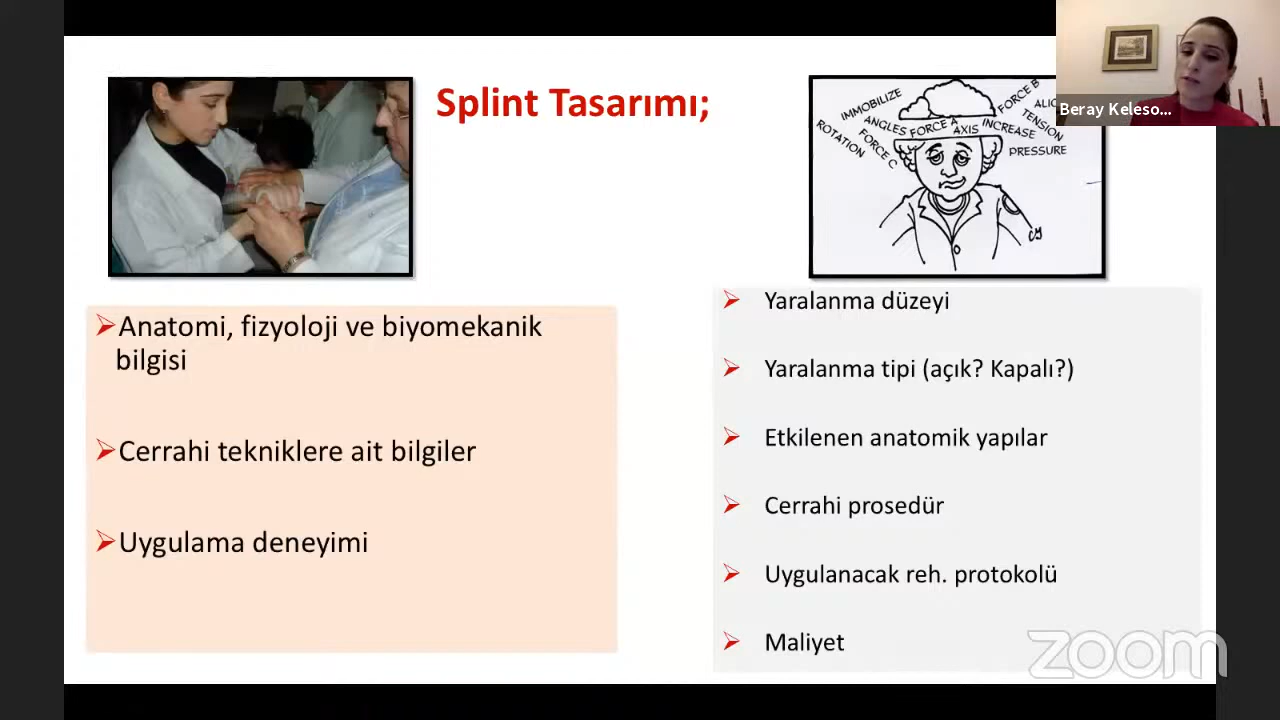 Splint Tasarımı;
IMMOBILIZE
ANGLES
ROTATION
FORCE C
FORCE A
AXIS
INCREASE
FORCE B
TENSION
PRESSURE
Beray Keleso...
Anatomi, fizyoloji ve biyomekanik
bilgisi
Cerrahi tekniklere ait bilgiler
Uygulama deneyimi
Yaralanma düzeyi
Yaralanma tipi (açık? Kapalı?)
Etkilenen anatomik yapılar
Cerrahi prosedür
Uygulanacak reh. protokolü
Maliyet
zoom